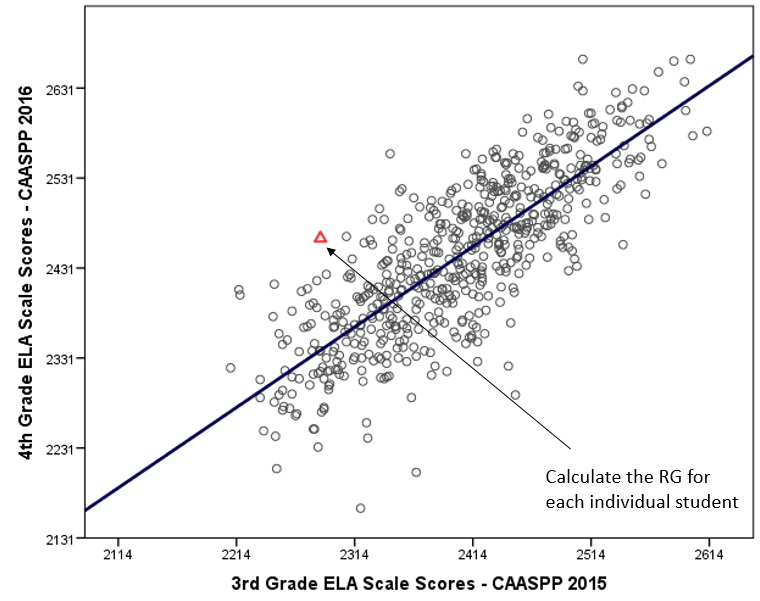 4th Grade ELA Scale Scores - CAASPP 2016
2631
2531
2431
2331
2231
2131
Calculate the RG for
each individual student
2114 2214 2314 2414 2514 2614
3rd Grade ELA Scale Scores - CAASPP 2015